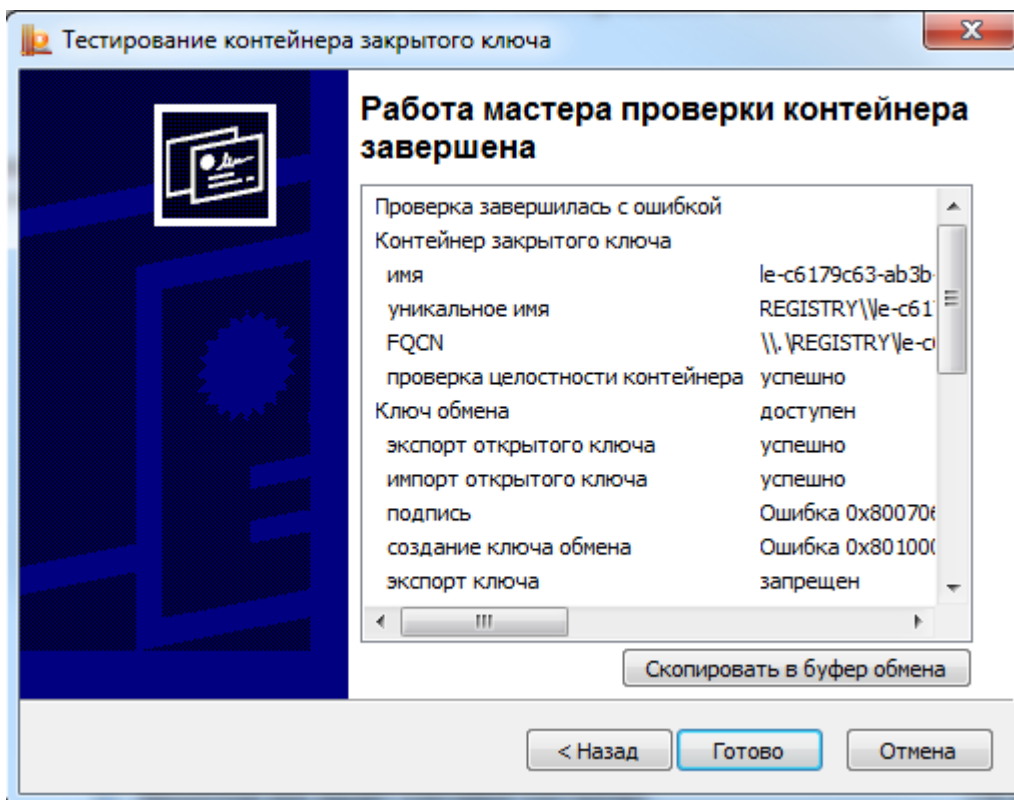 Тестирование контейнера закрытого ключа
Работа мастера проверки контейнера
завершена
Проверка завершилась с ошибкой
Контейнер закрытого ключа
имя le-c6179c63-ab3b-
уникальное имя REGISTRY\\le-c61
FQCN \\.\REGISTRY\le-c
проверка целостности контейнера успешно
Ключ обмена доступен
экспорт открытого ключа успешно
импорт открытого ключа успешно
подпись Ошибка 0x800706
создание ключа обмена Ошибка 0x801000
экспорт ключа запрещен
Скопировать в буфер обмена
< Назад Готово Отмена